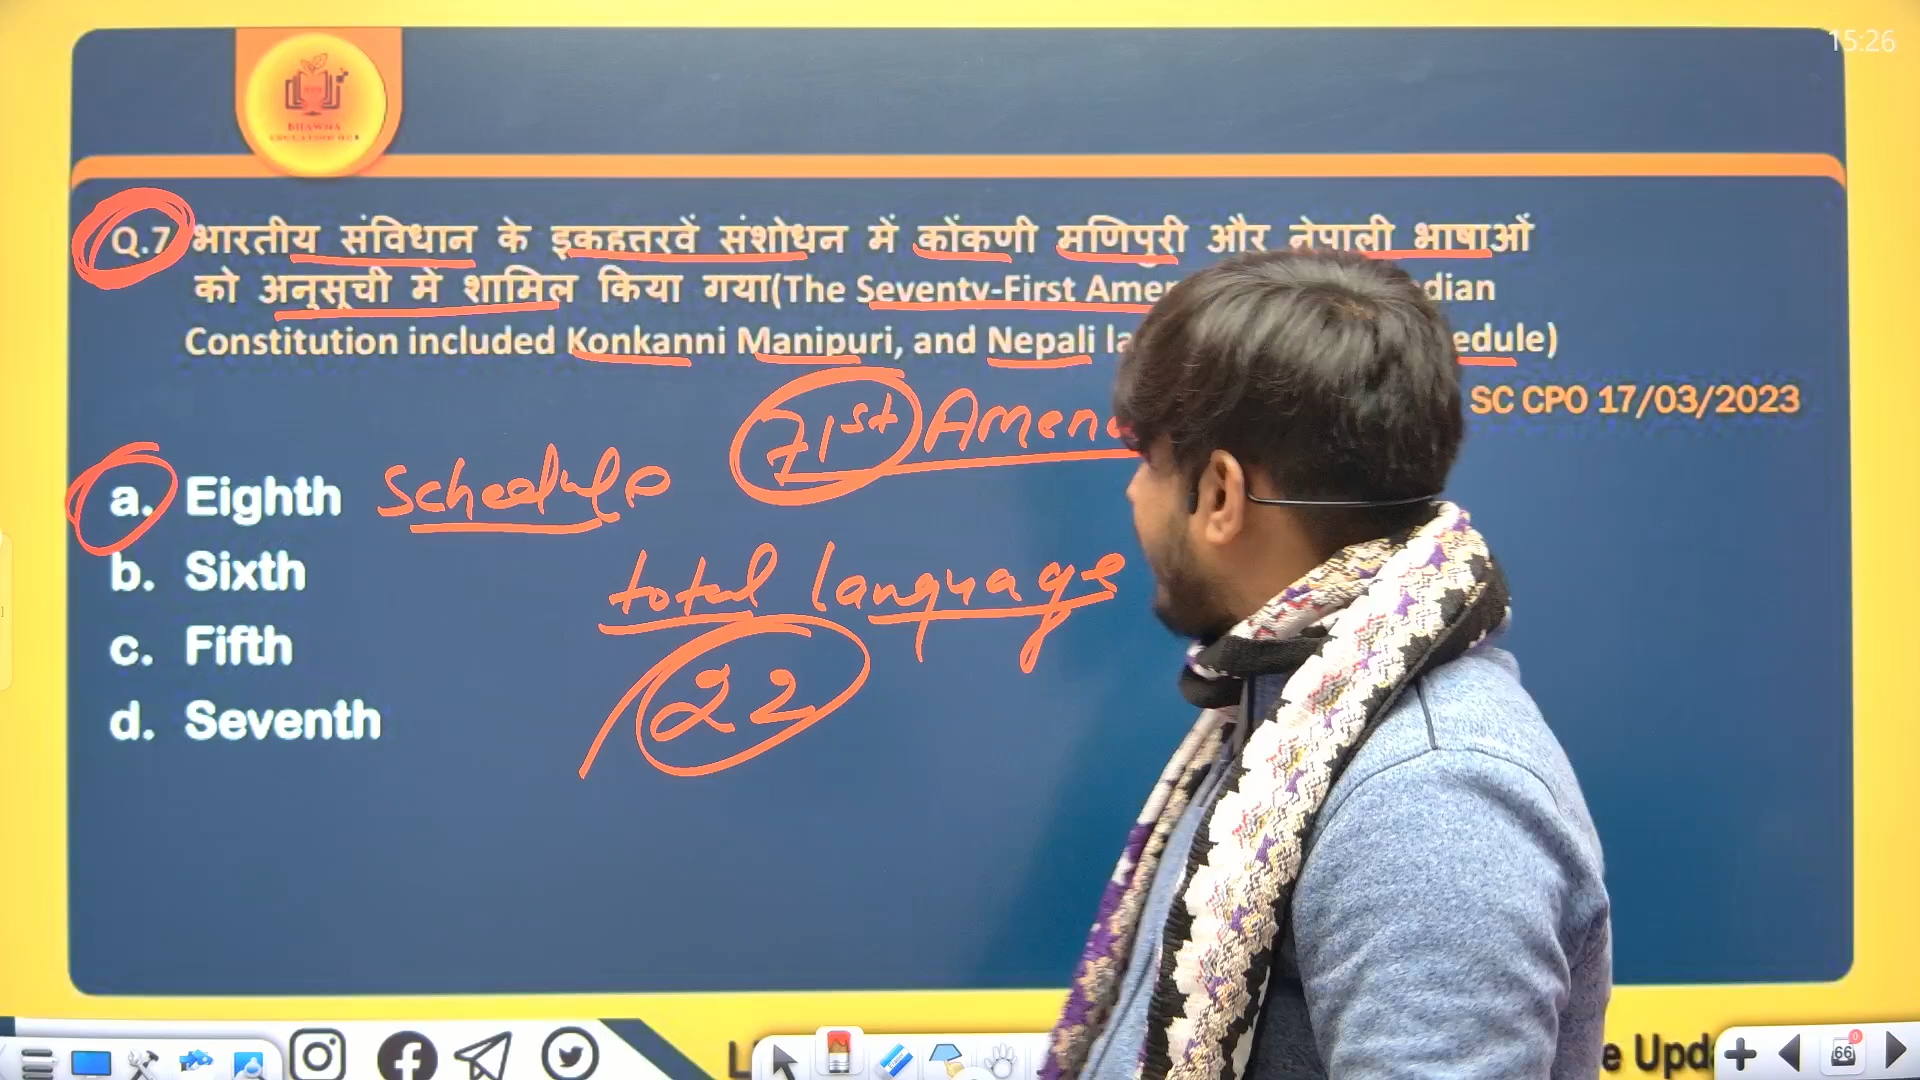 15:26
BHAWNA
Q.7 भारतीय संविधान के इकहत्तरवें संशोधन में कोंकणी मणिपुरी और नेपाली भाषाओं
को अनुसूची में शामिल किया गया(The Seventy-First Amer dian
Constitution included Konkanni Manipuri, and Nepali la edule)
SC CPO 17/03/2023
71st Amen
a. Eighth Schedule
b. Sixth
total language
c. Fifth
22
d. Seventh
e Upd
66